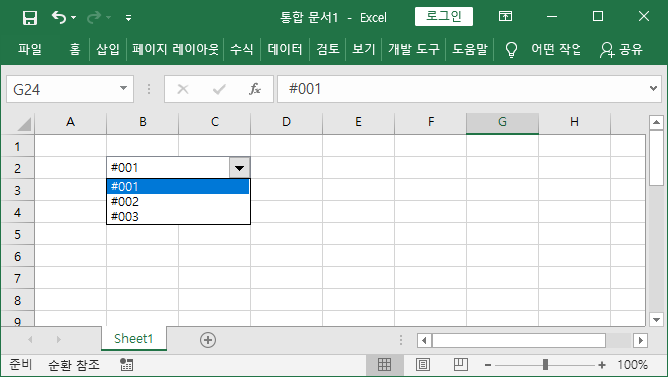 통합 문서1 - Excel 로그인
파일 홈 삽입 페이지 레이아웃 수식 데이터 검토 보기 개발 도구 도움말 어떤 작업 공유
G24 fx #001
A B C D E F G H
1
2 #001
3 #001
#002
4 #003
5
6
7
8
9
Sheet1
준비 순환 참조 100%